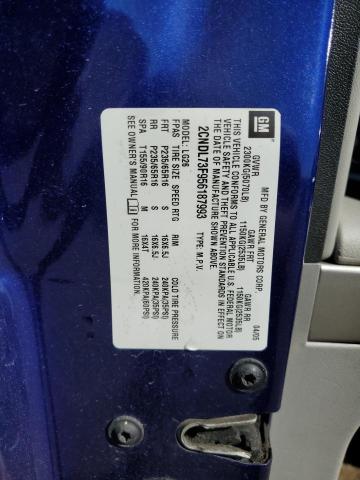 GM
MFD BY GENERAL MOTORS CORP. 04/05
GVWR GAWR FRT GAWR RR
2300KG(5070LB) 1150KG(2535LB) 1150KG(2535LB)
THIS VEHICLE CONFORMS TO ALL APPLICABLE U.S. FEDERAL MOTOR
VEHICLE SAFETY AND THEFT PREVENTION STANDARDS IN EFFECT ON
THE DATE OF MANUFACTURE SHOWN ABOVE.
2CNDL73F956187993 TYPE: M.P.V.
MODEL: LG26
FPAS TIRE SIZE SPEED RTG RIM COLD TIRE PRESSURE
FRT P235/65R16 S 16X6.5J 240KPA(35PSI)
RR P235/65R16 S 16X6.5J 240KPA(35PSI)
SPA T155/90R16 M 16X4T 420KPA(60PSI)
SEE OWNER'S MANUAL FOR MORE INFORMATION.